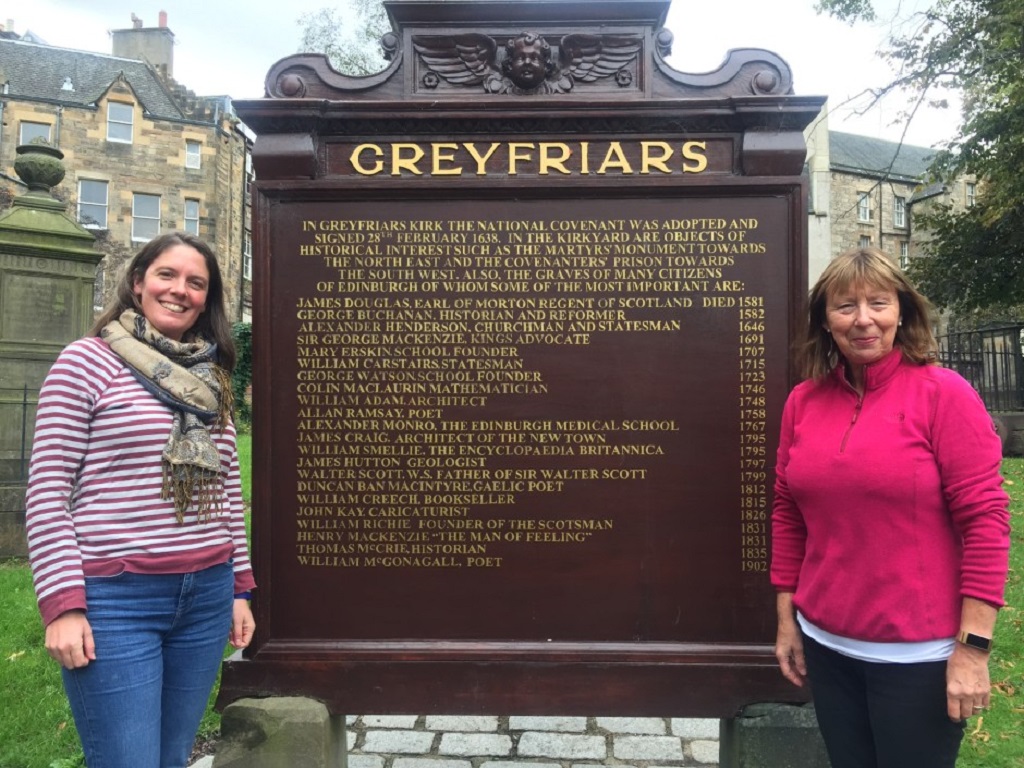 GREYFRIARS
IN GREYFRIARS KIRK THE NATIONAL COVENANT WAS ADOPTED AND
SIGNED 28TH FEBRUARY 1638. IN THE KIRKYARD ARE OBJECTS OF
HISTORICAL INTEREST SUCH AS THE MARTYRS' MONUMENT TOWARDS
THE NORTH EAST AND THE COVENANTERS' PRISON TOWARDS
THE SOUTH WEST. ALSO, THE GRAVES OF MANY CITIZENS
OF EDINBURGH OF WHOM SOME OF THE MOST IMPORTANT ARE:
JAMES DOUGLAS, EARL OF MORTON REGENT OF SCOTLAND DIED 1581
GEORGE BUCHANAN, HISTORIAN AND REFORMER 1582
ALEXANDER HENDERSON, CHURCHMAN AND STATESMAN 1646
SIR GEORGE MACKENZIE, KINGS ADVOCATE 1691
MARY ERSKIN, SCHOOL FOUNDER 1707
WILLIAM CARSTAIRS, STATESMAN 1715
GEORGE WATSON, SCHOOL FOUNDER 1723
COLIN MACLAURIN, MATHEMATICIAN 1746
WILLIAM ADAM, ARCHITECT 1748
ALLAN RAMSAY, POET 1758
ALEXANDER MONRO, THE EDINBURGH MEDICAL SCHOOL 1767
JAMES CRAIG, ARCHITECT OF THE NEW TOWN 1795
WILLIAM SMELLIE, THE ENCYCLOPAEDIA BRITANNICA 1795
JAMES HUTTON GEOLOGIST 1797
WALTER SCOTT, W.S. FATHER OF SIR WALTER SCOTT 1799
DUNCAN BAN MACINTYRE, GAELIC POET 1812
WILLIAM CREECH, BOOKSELLER 1815
JOHN KAY, CARICATURIST 1826
WILLIAM RICHIE FOUNDER OF THE SCOTSMAN 1831
HENRY MACKENZIE "THE MAN OF FEELING" 1831
THOMAS McCRIE, HISTORIAN 1835
WILLIAM McGONAGALL, POET 1902